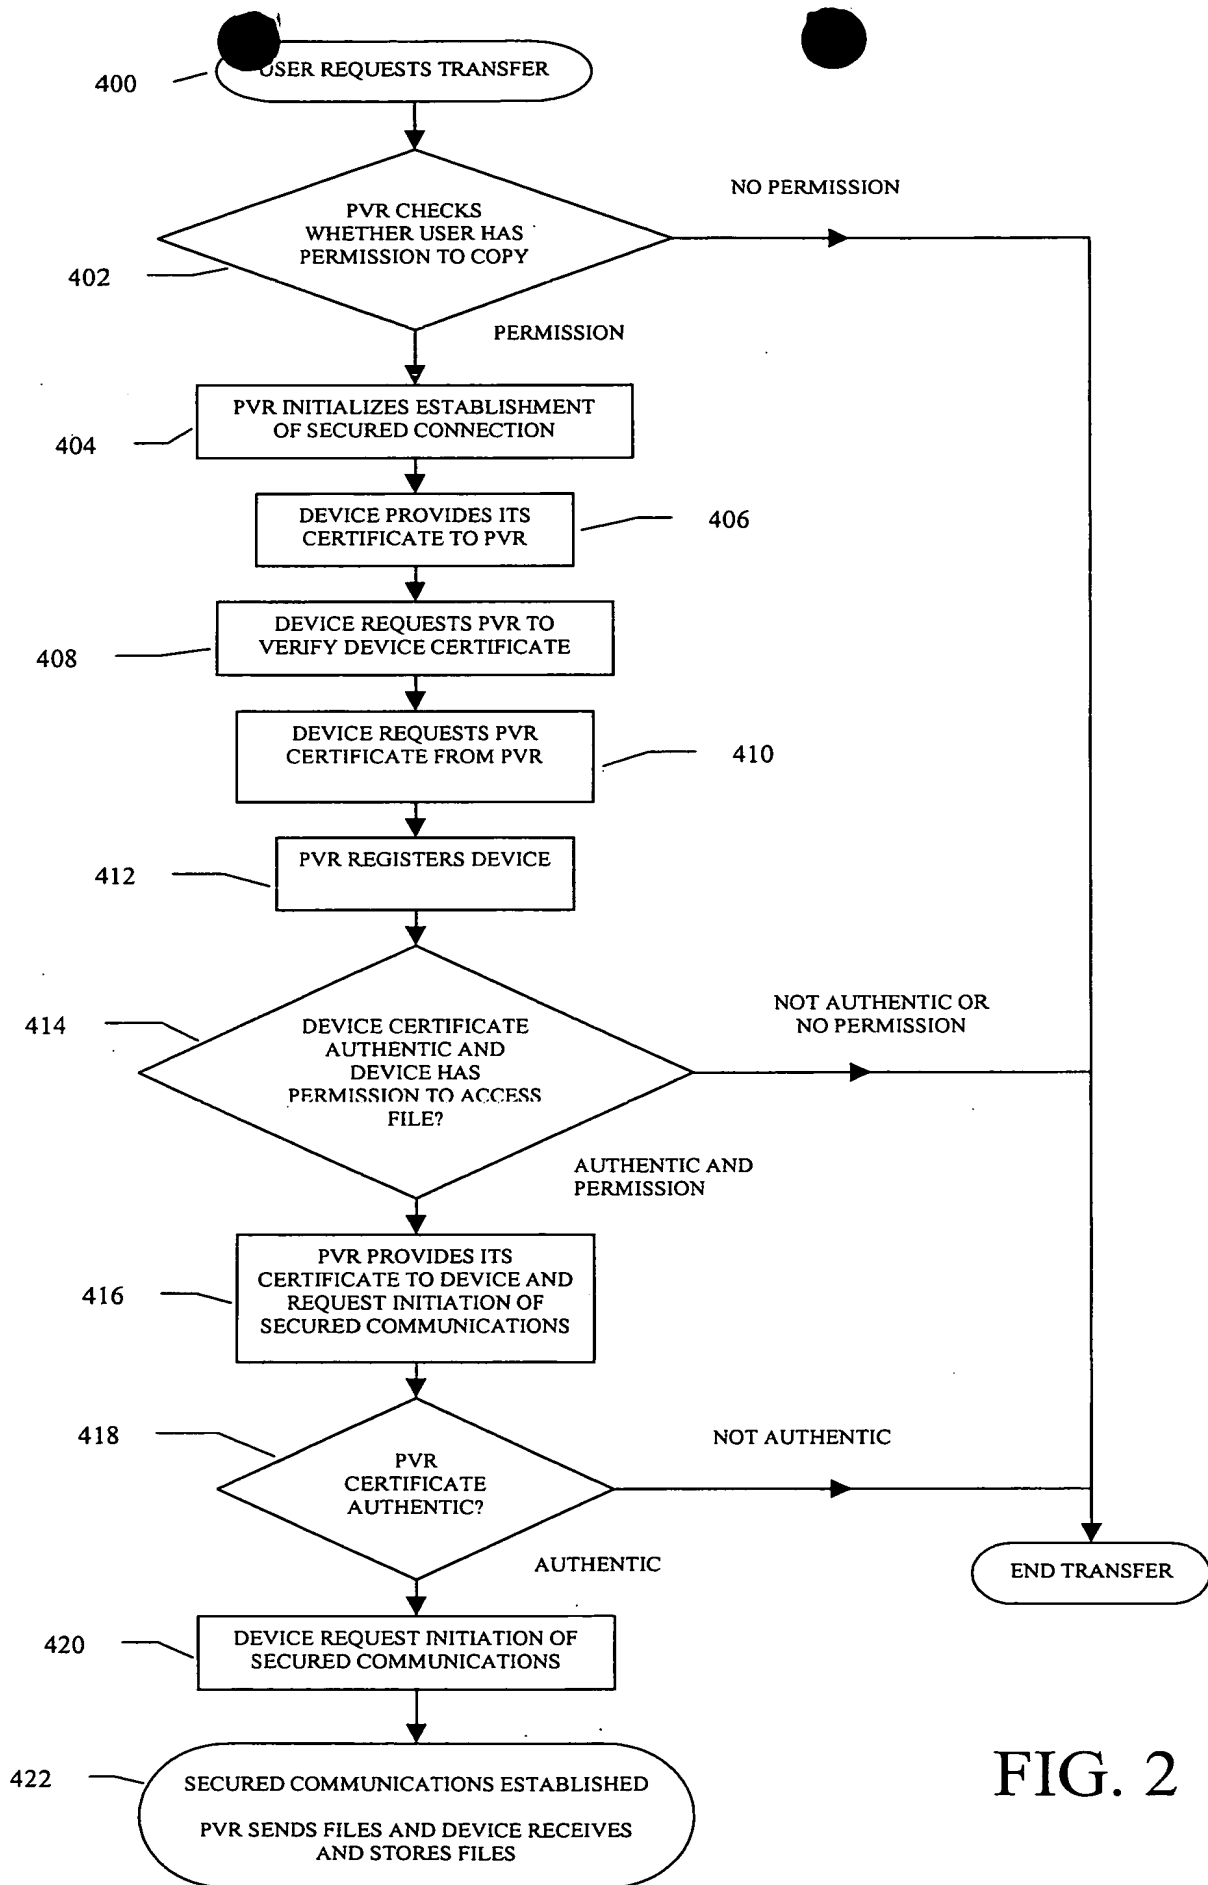 400
USER REQUESTS TRANSFER
PVR CHECKS
WHETHER USER HAS
PERMISSION TO COPY
402
NO PERMISSION
PERMISSION
PVR INITIALIZES ESTABLISHMENT
OF SECURED CONNECTION
404
DEVICE PROVIDES ITS
CERTIFICATE TO PVR
406
DEVICE REQUESTS PVR TO
VERIFY DEVICE CERTIFICATE
408
DEVICE REQUESTS PVR
CERTIFICATE FROM PVR
410
PVR REGISTERS DEVICE
412
414
DEVICE CERTIFICATE
AUTHENTIC AND
DEVICE HAS
PERMISSION TO ACCESS
FILE?
NOT AUTHENTIC OR
NO PERMISSION
AUTHENTIC AND
PERMISSION
PVR PROVIDES ITS
CERTIFICATE TO DEVICE AND
REQUEST INITIATION OF
SECURED COMMUNICATIONS
416
418
PVR
CERTIFICATE
AUTHENTIC?
NOT AUTHENTIC
AUTHENTIC
END TRANSFER
420
DEVICE REQUEST INITIATION OF
SECURED COMMUNICATIONS
422
SECURED COMMUNICATIONS ESTABLISHED
PVR SENDS FILES AND DEVICE RECEIVES
AND STORES FILES
FIG. 2